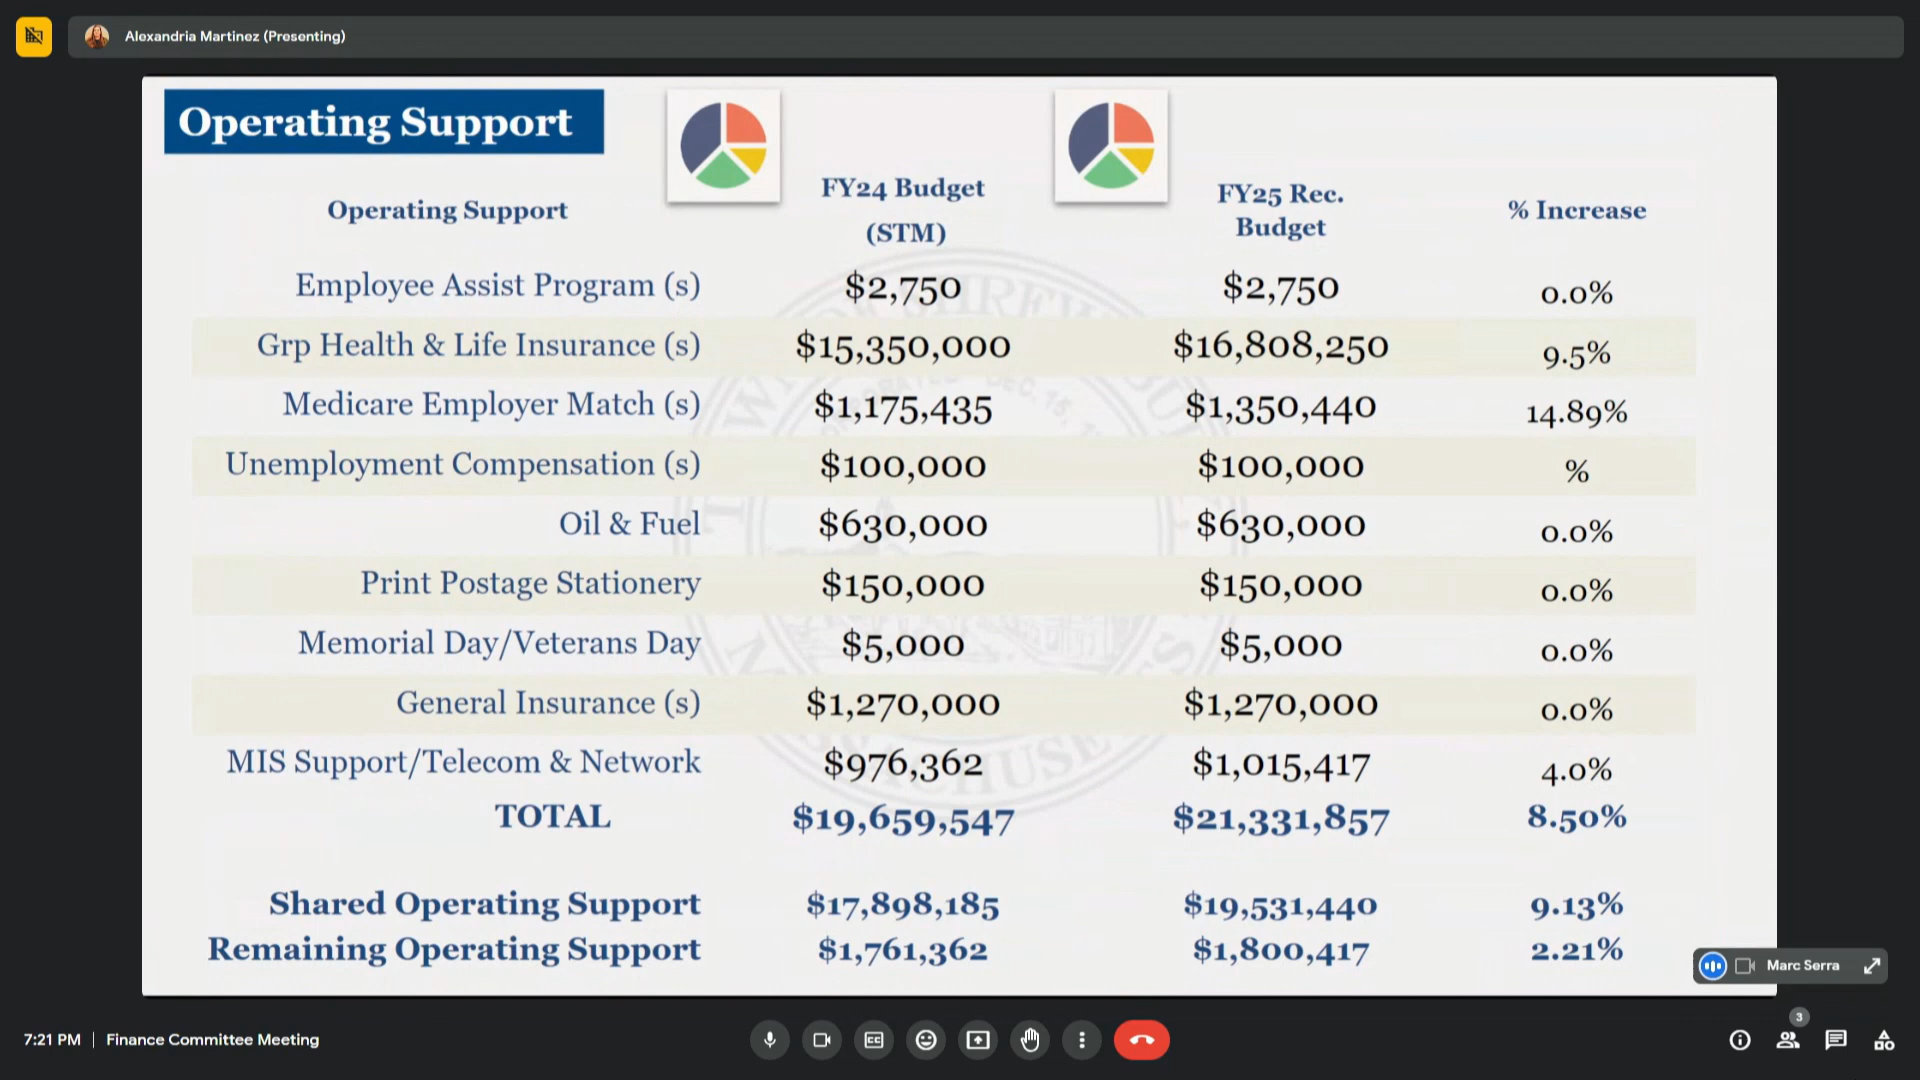 Alexandria Martinez (Presenting)
Operating Support
Operating Support
FY24 Budget
(STM)
FY25 Rec.
Budget
% Increase
Employee Assist Program (s) $2,750 $2,750 0.0%
Grp Health & Life Insurance (s) $15,350,000 $16,808,250 9.5%
Medicare Employer Match (s) $1,175,435 $1,350,440 14.89%
Unemployment Compensation (s) $100,000 $100,000 %
Oil & Fuel $630,000 $630,000 0.0%
Print Postage Stationery $150,000 $150,000 0.0%
Memorial Day/Veterans Day $5,000 $5,000 0.0%
General Insurance (s) $1,270,000 $1,270,000 0.0%
MIS Support/Telecom & Network $976,362 $1,015,417 4.0%
TOTAL $19,659,547 $21,331,857 8.50%
Shared Operating Support $17,898,185 $19,531,440 9.13%
Remaining Operating Support $1,761,362 $1,800,417 2.21%
Marc Serra
7:21 PM | Finance Committee Meeting
CC
3